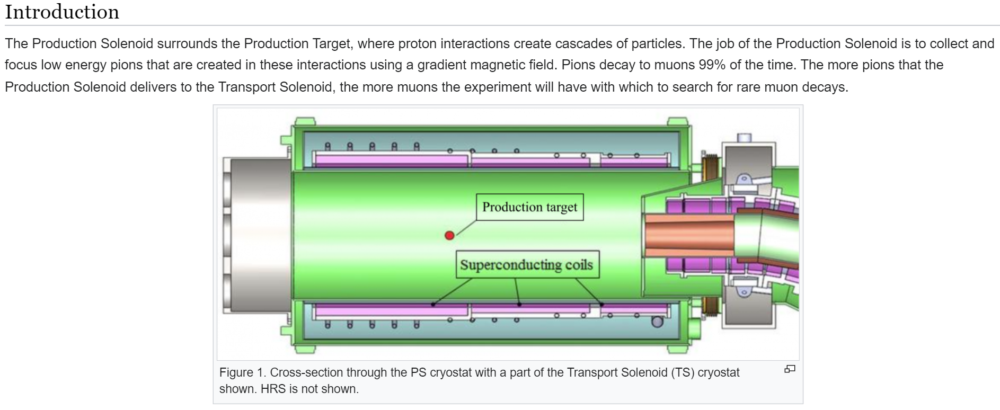 Introduction
The Production Solenoid surrounds the Production Target, where proton interactions create cascades of particles. The job of the Production Solenoid is to collect and
focus low energy pions that are created in these interactions using a gradient magnetic field. Pions decay to muons 99% of the time. The more pions that the
Production Solenoid delivers to the Transport Solenoid, the more muons the experiment will have with which to search for rare muon decays.
Production target
Superconducting coils
Figure 1. Cross-section through the PS cryostat with a part of the Transport Solenoid (TS) cryostat
shown. HRS is not shown.